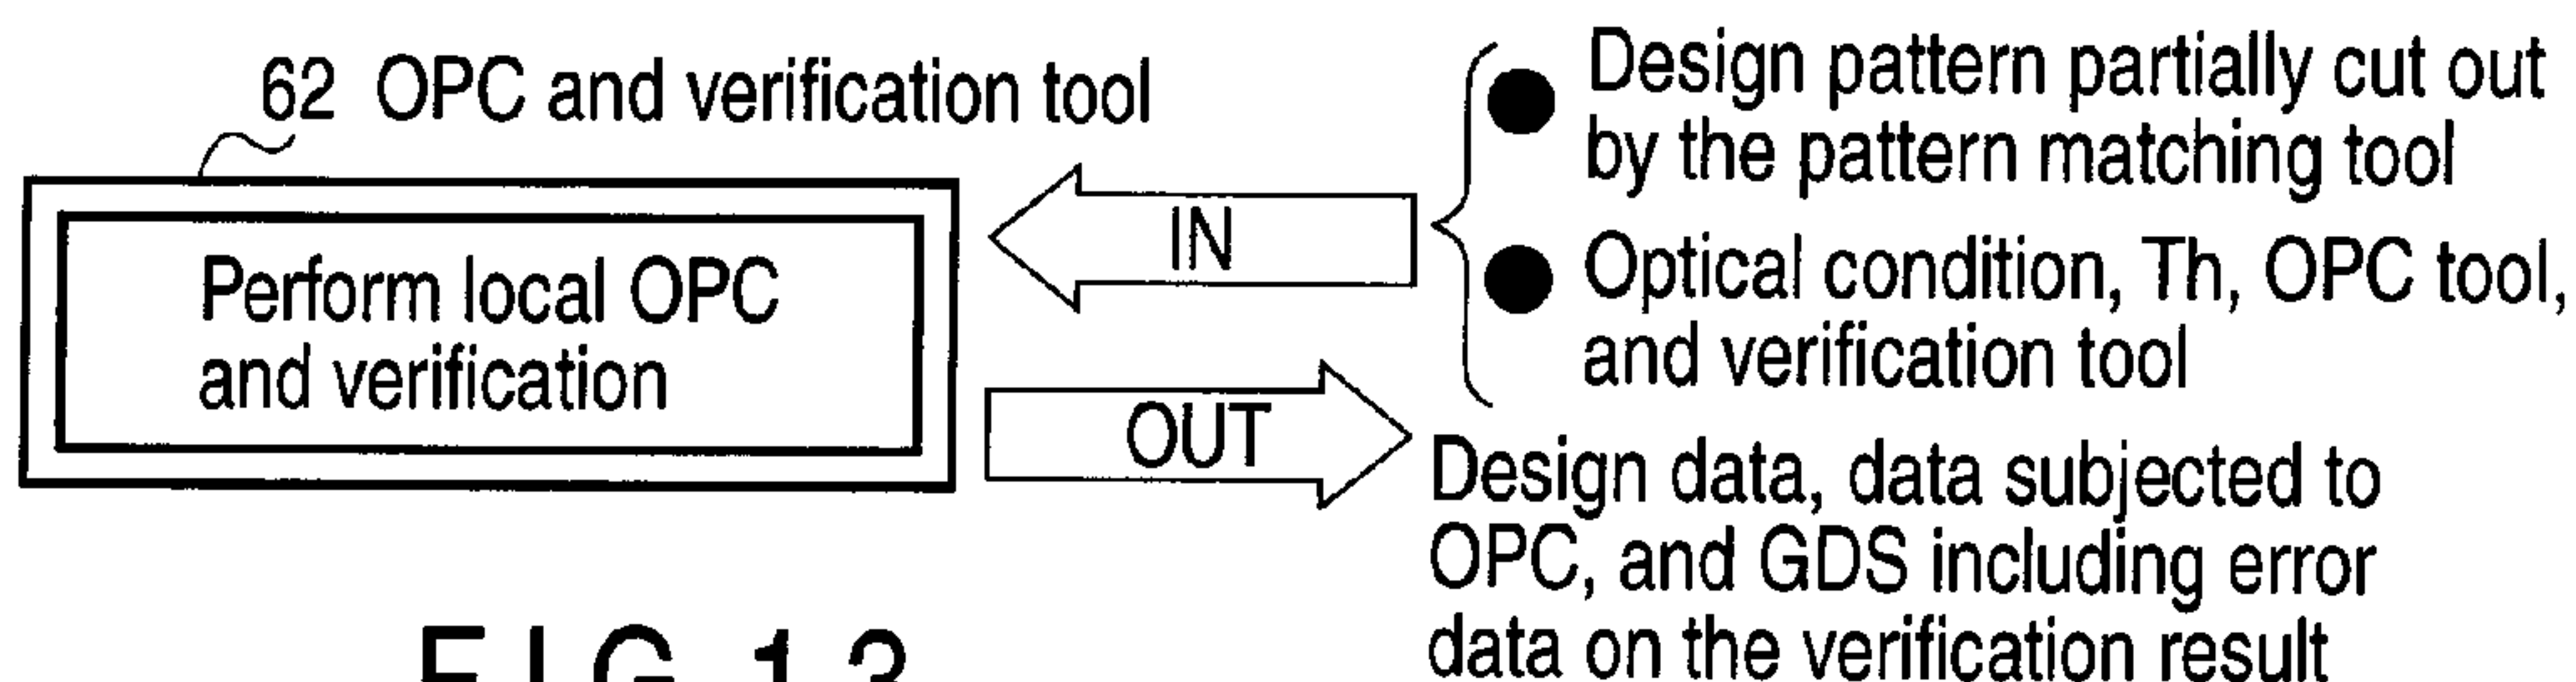 62 OPC and verification tool
Perform local OPC
and verification
IN
● Design pattern partially cut out
by the pattern matching tool
● Optical condition, Th, OPC tool,
and verification tool
OUT
Design data, data subjected to
OPC, and GDS including error
data on the verification result